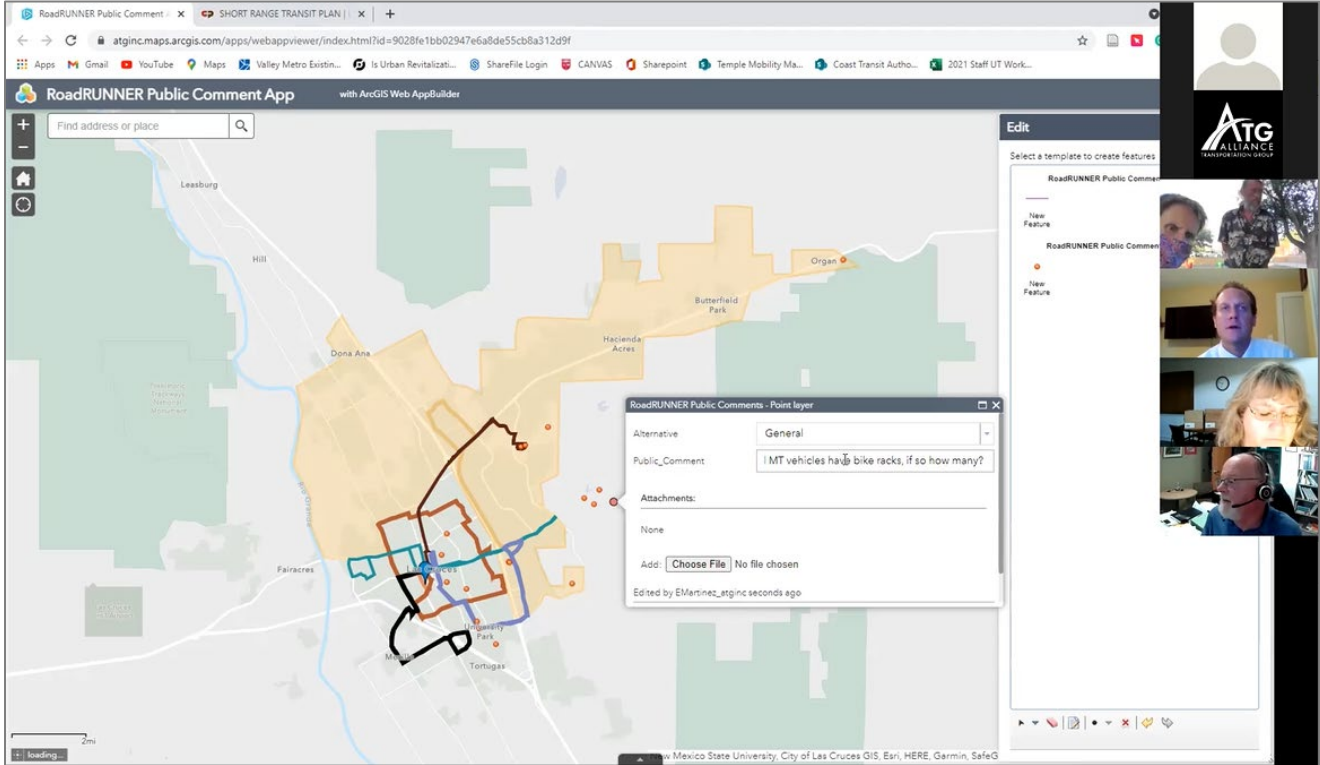 RoadRUNNER Public Comment
SHORT RANGE TRANSIT PLAN |
atginc.maps.arcgis.com/apps/webappviewer/index.html?id=9028fe1bb02947e6a8de55cb8a312d9f
Apps Gmail YouTube Maps Valley Metro Existin... Is Urban Revitalizati... ShareFile Login CANVAS Sharepoint Temple Mobility Ma... Coast Transit Autho... 2021 Staff UT Work...
RoadRUNNER Public Comment App with ArcGIS Web AppBuilder
Find address or place
Edit
Select a template to create features
RoadRUNNER Public Commen
New
Feature
RoadRUNNER Public Comment
New
Feature
ATG
ALLIANCE
TRANSPORTATION GROUP
Leasburg
Hill
Organ
Butterfield
Park
Hacienda
Acres
Dona Ana
Fairacres
Las Cruces
University
Park
Tortugas
RoadRUNNER Public Comments - Point layer
Alternative General
Public_Comment MT vehicles have bike racks, if so how many?
Attachments:
None
Add: Choose File No file chosen
Edited by EMartinez_atginc seconds ago
2mi
loading...
New Mexico State University, City of Las Cruces GIS, Esri, HERE, Garmin, SafeG